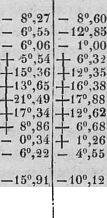 — 8°,27 — 8°,60
— 6°,55 —12°,85
— 6°,06 — 1°,00
+ 5°,54 + 6°,32
+15°,36 +12°,35
+13°,65 +16°,38
+21°,49 +17°,88
+17°,34 +12°,62
+ 8°,86 + 6°,68
— 0°,34 + 1°,26
— 6°,22 — 4°,55
—15°,91 —10°,12